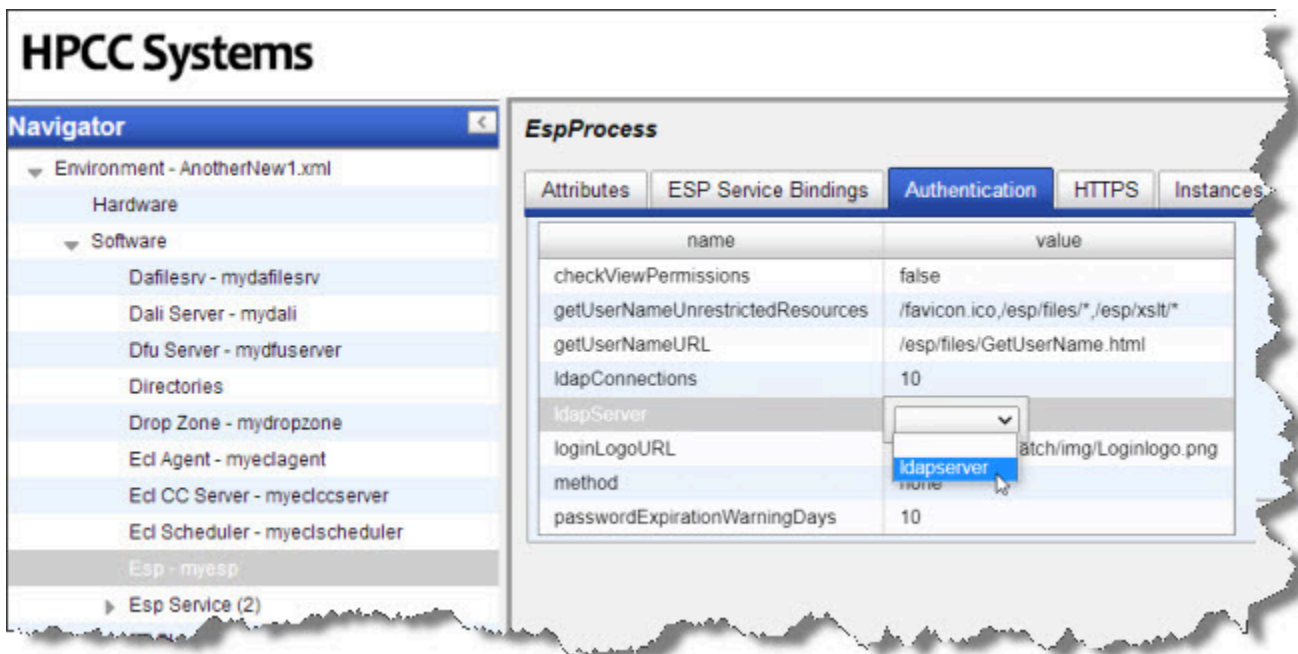 HPCC Systems
Navigator
Environment - AnotherNew1.xml
Hardware
Software
Dafilesrv - mydafilesrv
Dali Server - mydali
Dfu Server - mydfuserver
Directories
Drop Zone - mydropzone
Ecl Agent - myeclagent
Ecl CC Server - myeclccserver
Ecl Scheduler - myeclscheduler
Esp - myesp
Esp Service (2)
EspProcess
Attributes ESP Service Bindings Authentication HTTPS Instances
name value
checkViewPermissions false
getUserNameUnrestrictedResources /favicon.ico,/esp/files/*,/esp/xslt/*
getUserNameURL /esp/files/GetUserName.html
ldapConnections 10
ldapServer
loginLogoURL atch/img/Loginlogo.png
ldapserver
method none
passwordExpirationWarningDays 10